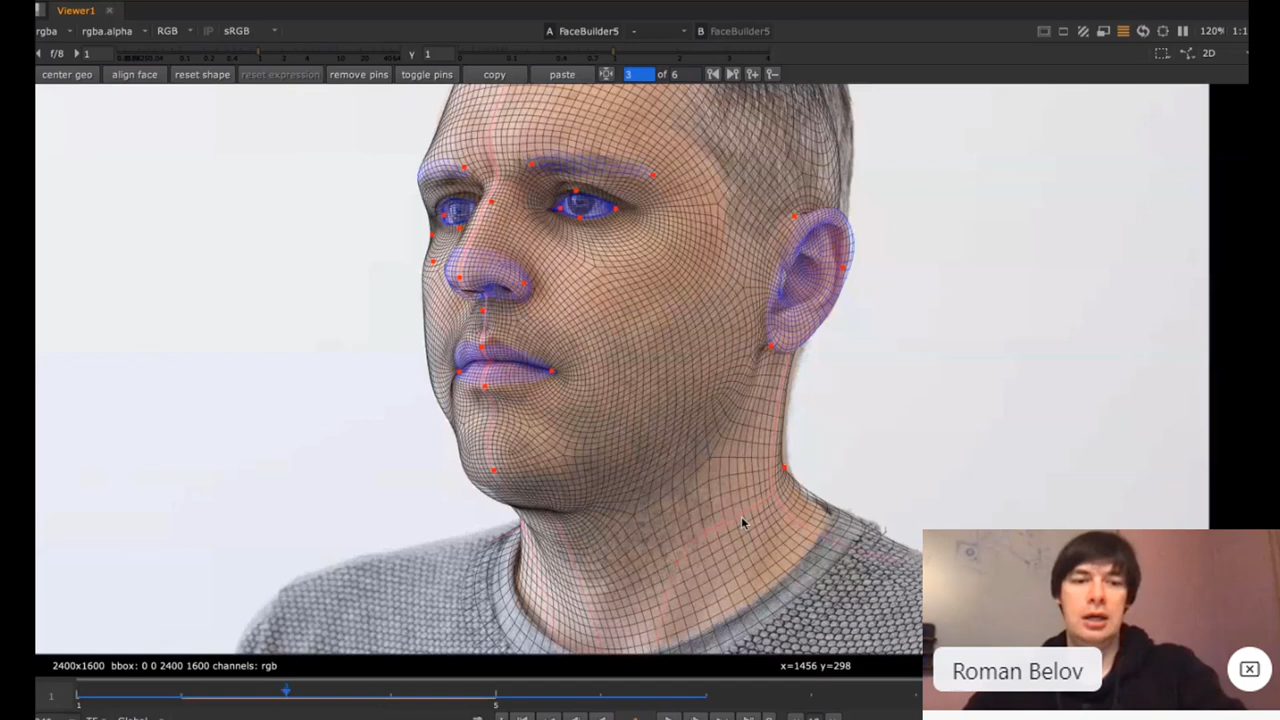 Viewer1
rgba rgba.alpha RGB IP sRGB A FaceBuilder5 - B FaceBuilder5 120% 1:1
f/8 1 γ 1 2D
center geo align face reset shape reset expression remove pins toggle pins copy paste 3 of 6
2400x1600 bbox: 0 0 2400 1600 channels: rgb x=1456 y=298
Roman Belov
1 1 5